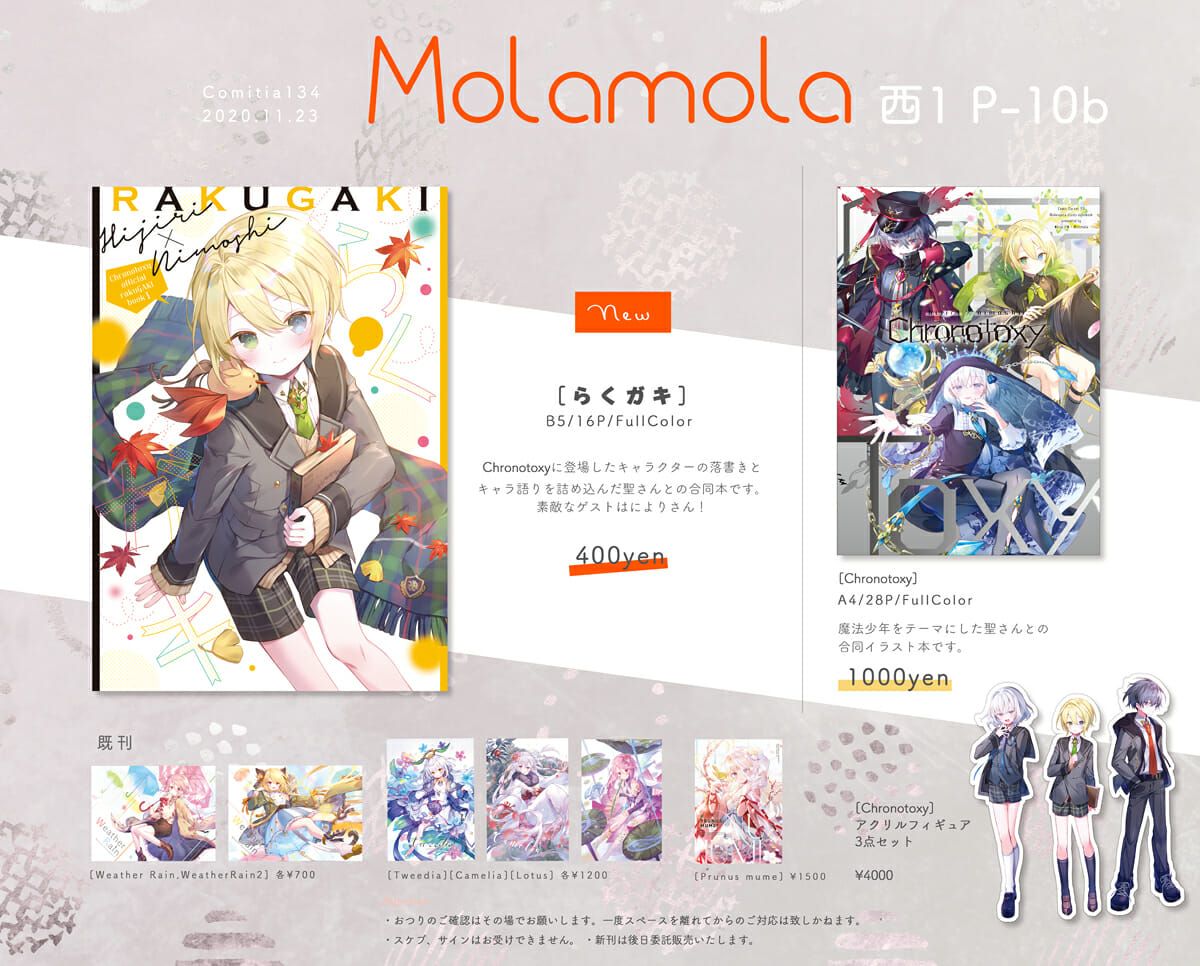 Comitia134
2020.11.23
Molamola
西1 P-10b
RAKUGAKI
Hijiri
×
Nimoshi
Chronotoxy
official
rakuGAKi
book 1
らくガキ
New
[らくガキ]
B5/16P/FullColor
Chronotoxyに登場したキャラクターの落書きと
キャラ語りを詰め込んだ聖さんとの合同本です。
素敵なゲストはによりさん！
400yen
Chronotoxy
TOXY
[Chronotoxy]
A4/28P/FullColor
魔法少年をテーマにした聖さんとの
合同イラスト本です。
1000yen
既刊
Weather
Rain
[Weather Rain,WeatherRain2] 各¥700
[Tweedia][Camelia][Lotus] 各¥1200
PRUNUS
MUME
[Prunus mume] ¥1500
[Chronotoxy]
アクリルフィギュア
3点セット
¥4000
・おつりのご確認はその場でお願いします。一度スペースを離れてからのご対応は致しかねます。
・スケブ、サインはお受けできません。 ・新刊は後日委託販売いたします。